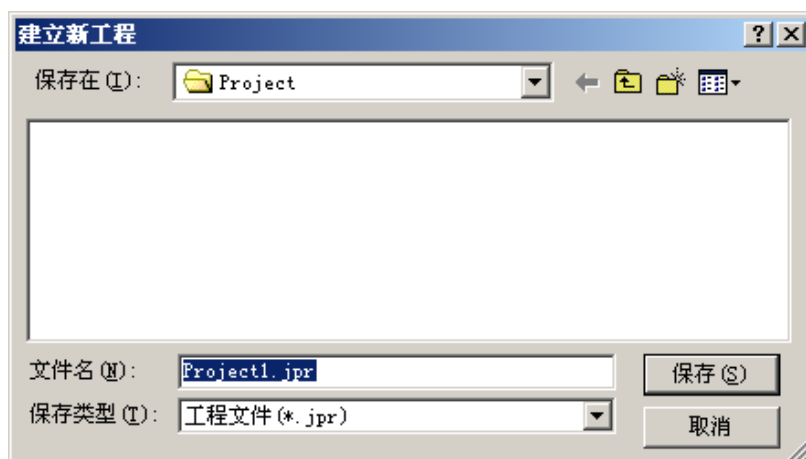 建立新工程
保存在(I):
Project
文件名(N):
Project1.jpr
保存(S)
保存类型(T):
工程文件(*.jpr)
取消